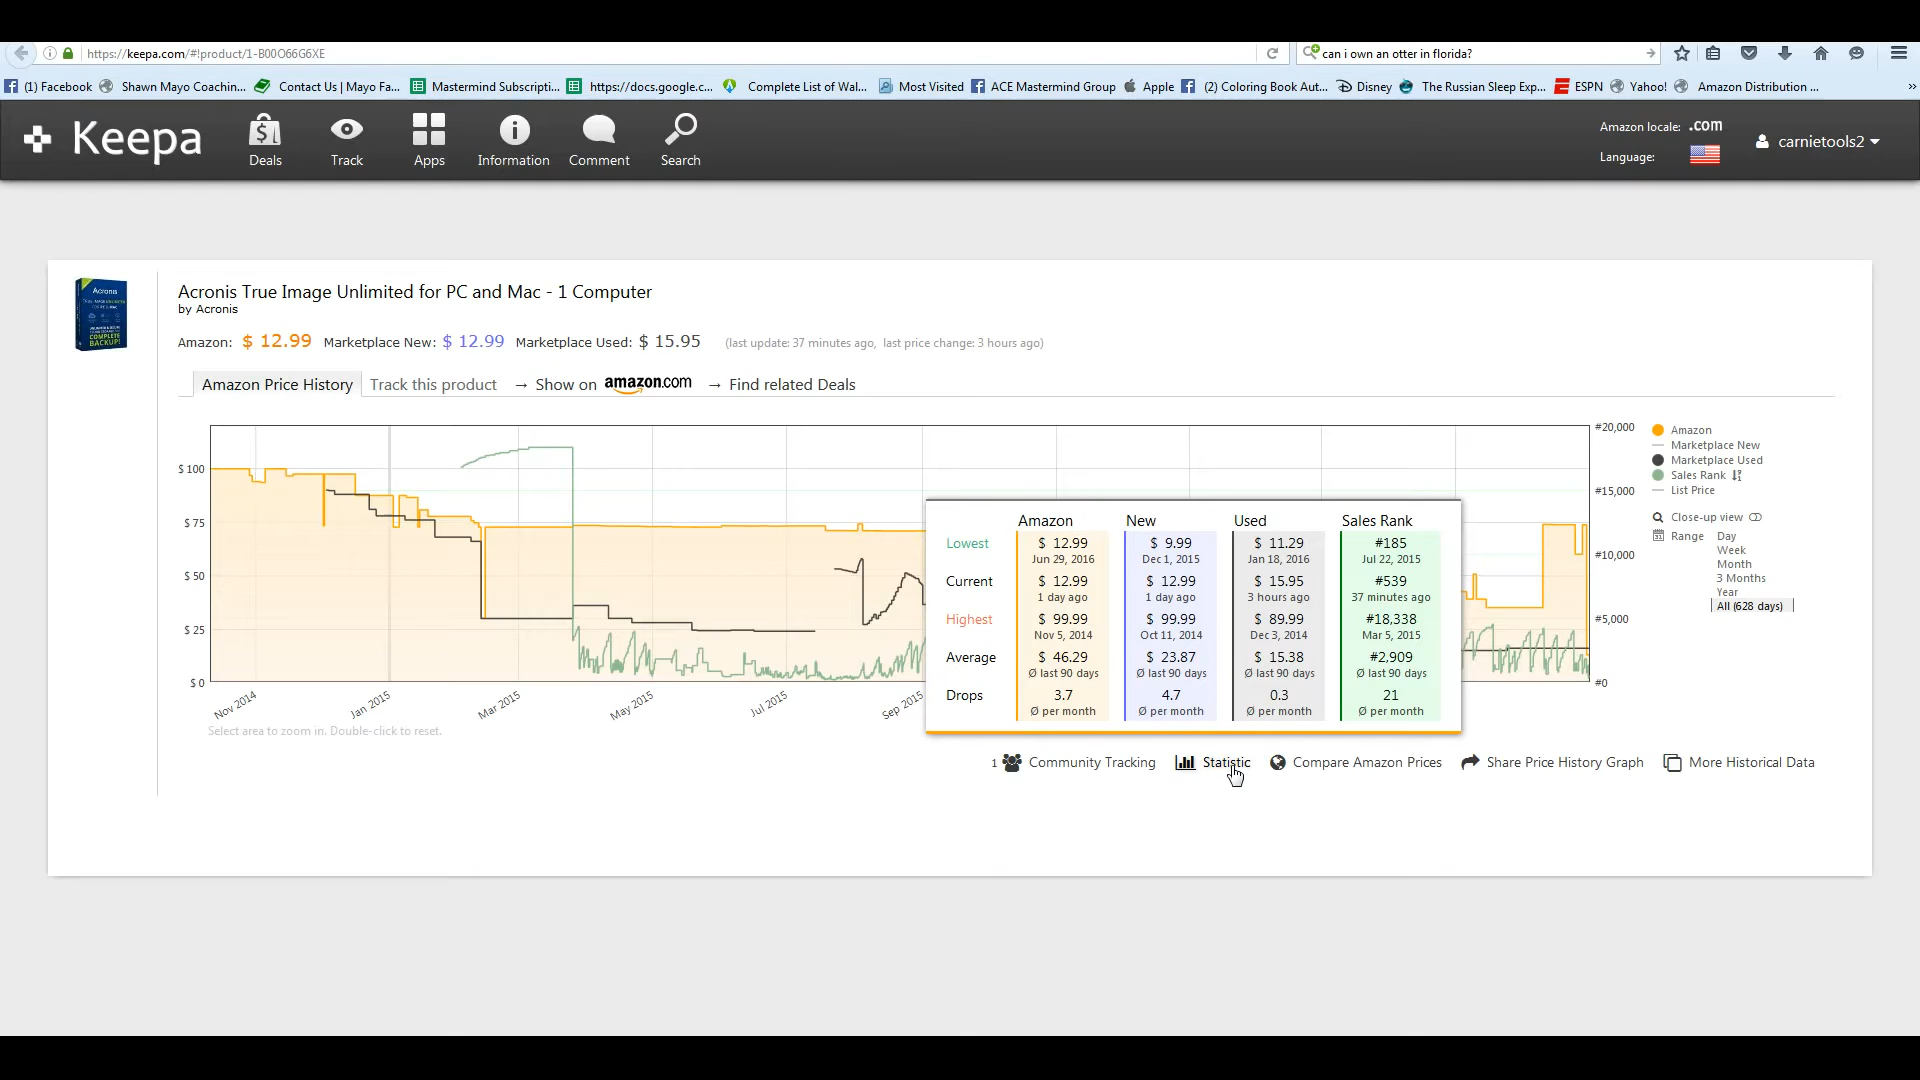 https://keepa.com/#!product/1-B00O66G6XE
can i own an otter in florida?
(1) Facebook
Shawn Mayo Coachin...
Contact Us | Mayo Fa...
Mastermind Subscripti...
https://docs.google.c...
Complete List of Wal...
Most Visited
ACE Mastermind Group
Apple
(2) Coloring Book Aut...
Disney
The Russian Sleep Exp...
ESPN
Yahoo!
Amazon Distribution ...
Keepa
Deals
Track
Apps
Information
Comment
Search
Amazon locale: .com
Language:
carnietools2
Acronis True Image Unlimited for PC and Mac - 1 Computer
by Acronis
Amazon: $ 12.99 Marketplace New: $ 12.99 Marketplace Used: $ 15.95 (last update: 37 minutes ago, last price change: 3 hours ago)
Acronis
COMPLETE
BACKUP!
Amazon Price History
Track this product
→ Show on amazon.com
→ Find related Deals
$ 100
$ 75
$ 50
$ 25
$ 0
#20,000
#15,000
#10,000
#5,000
#0
Nov 2014
Jan 2015
Mar 2015
May 2015
Jul 2015
Sep 2015
Select area to zoom in. Double-click to reset.
Amazon
Marketplace New
Marketplace Used
Sales Rank
List Price
Close-up view
Range
Day
Week
Month
3 Months
Year
All (628 days)
Amazon New Used Sales Rank
Lowest $ 12.99 $ 9.99 $ 11.29 #185
Jun 29, 2016 Dec 1, 2015 Jan 18, 2016 Jul 22, 2015
Current $ 12.99 $ 12.99 $ 15.95 #539
1 day ago 1 day ago 3 hours ago 37 minutes ago
Highest $ 99.99 $ 99.99 $ 89.99 #18,338
Nov 5, 2014 Oct 11, 2014 Dec 3, 2014 Mar 5, 2015
Average $ 46.29 $ 23.87 $ 15.38 #2,909
Ø last 90 days Ø last 90 days Ø last 90 days Ø last 90 days
Drops 3.7 4.7 0.3 21
Ø per month Ø per month Ø per month Ø per month
1 Community Tracking
Statistic
Compare Amazon Prices
Share Price History Graph
More Historical Data